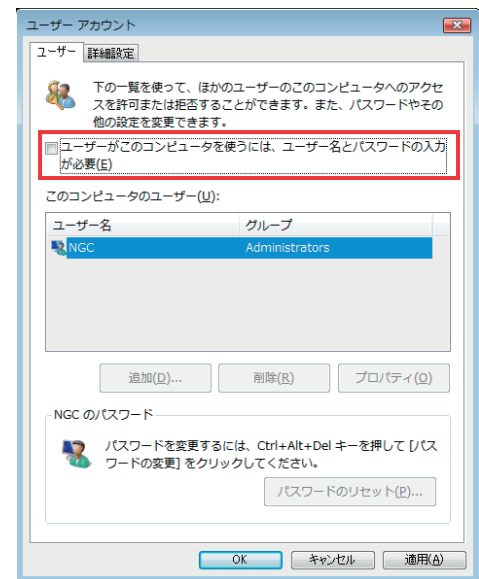 ユーザー アカウント
ユーザー 詳細設定
下の一覧を使って、ほかのユーザーのこのコンピュータへのアクセ
スを許可または拒否することができます。また、パスワードやその
他の設定を変更できます。
ユーザーがこのコンピュータを使うには、ユーザー名とパスワードの入力
が必要(E)
このコンピュータのユーザー(U):
ユーザー名 グループ
NGC Administrators
追加(D)... 削除(R) プロパティ(O)
NGC のパスワード
パスワードを変更するには、Ctrl+Alt+Del キーを押して [パス
ワードの変更] をクリックしてください。
パスワードのリセット(P)...
OK キャンセル 適用(A)